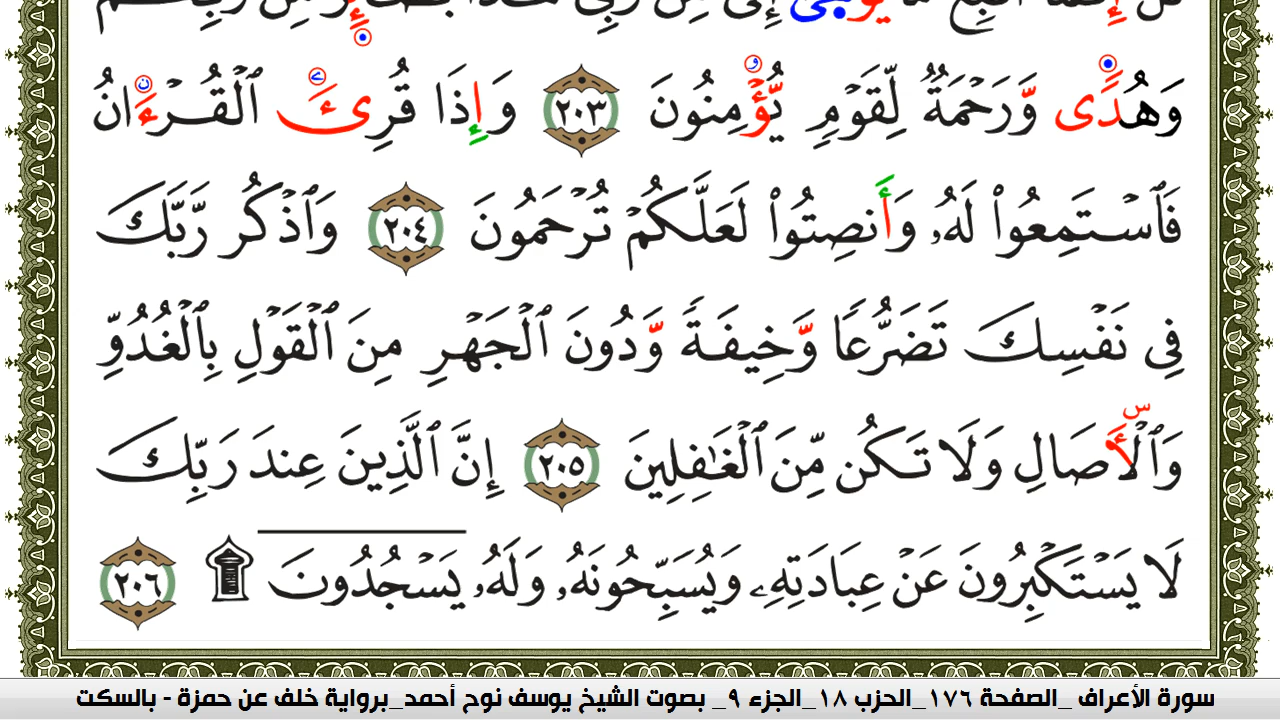 وَهُدًى وَّرَحْمَةٌ لِّقَوْمٍ يُّؤْمِنُونَ ٢٠٣ وَإِذَا قُرِئَ ٱلْقُرْءَانُ
فَٱسْتَمِعُوا۟ لَهُۥ وَأَنصِتُوا۟ لَعَلَّكُمْ تُرْحَمُونَ ٢٠٤ وَٱذْكُر رَّبَّكَ
فِى نَفْسِكَ تَضَرُّعًا وَّخِيفَةً وَّدُونَ ٱلْجَهْرِ مِنَ ٱلْقَوْلِ بِٱلْغُدُوِّ
وَٱلْأَصَالِ وَلَا تَكُن مِّنَ ٱلْغَٰفِلِينَ ٢٠٥ إِنَّ ٱلَّذِينَ عِندَ رَبِّكَ
لَا يَسْتَكْبِرُونَ عَنْ عِبَادَتِهِۦ وَيُسَبِّحُونَهُۥ وَلَهُۥ يَسْجُدُونَ ۩ ٢٠٦
سورة الأعراف _الصفحة ١٧٦_الحزب ١٨_الجزء ٩_ بصوت الشيخ يوسف نوح أحمد_برواية خلف عن حمزة - بالسكت